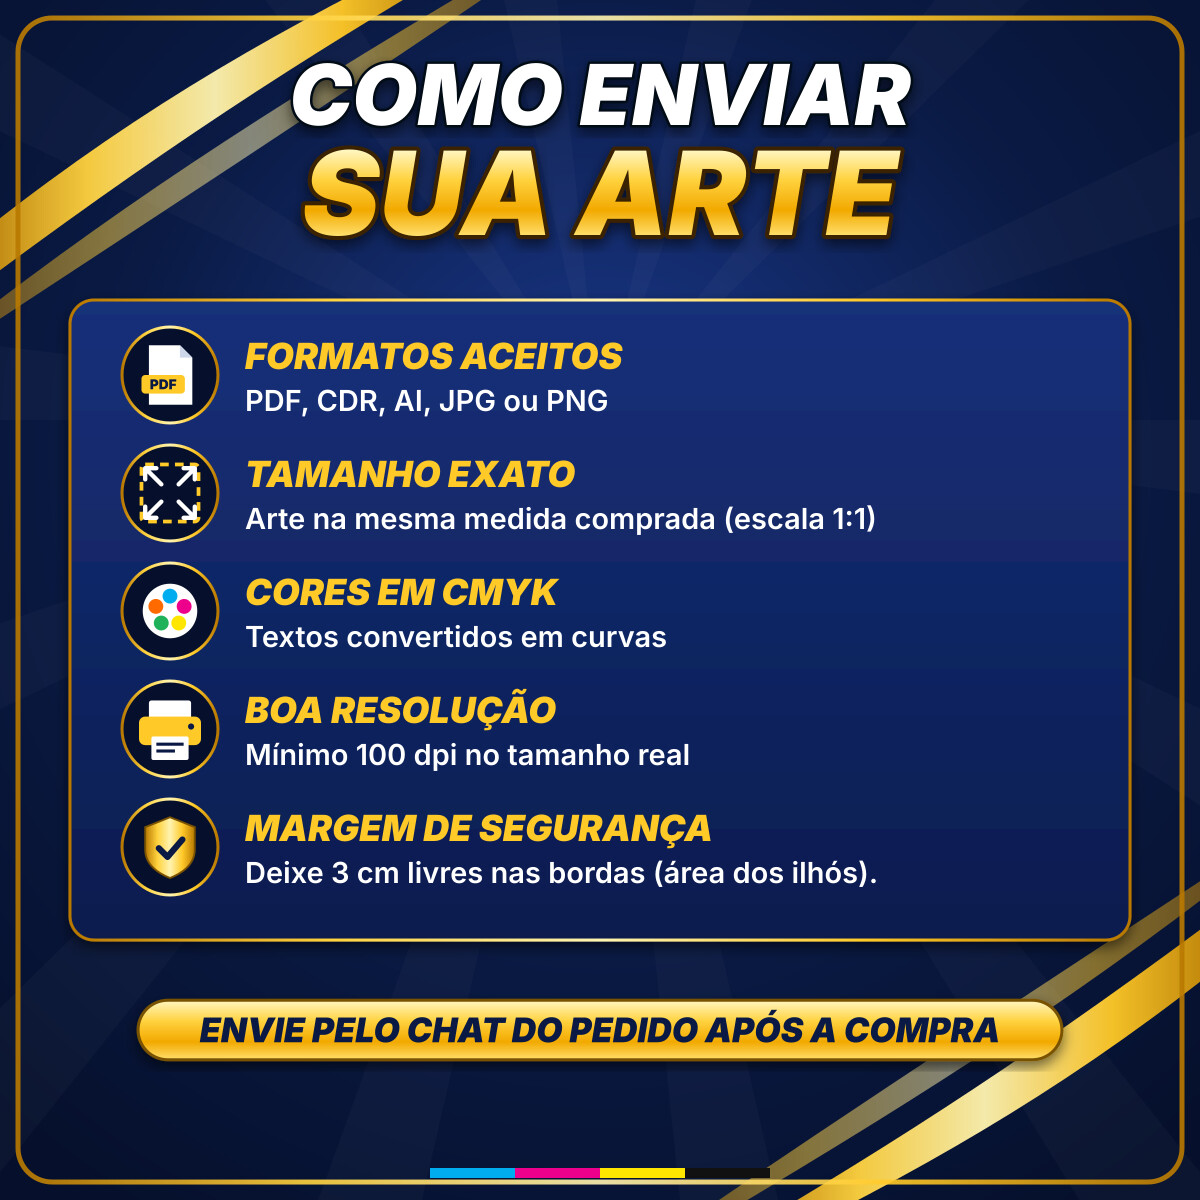 COMO ENVIAR
SUA ARTE
PDF
FORMATOS ACEITOS
PDF, CDR, AI, JPG ou PNG
TAMANHO EXATO
Arte na mesma medida comprada (escala 1:1)
CORES EM CMYK
Textos convertidos em curvas
BOA RESOLUÇÃO
Mínimo 100 dpi no tamanho real
MARGEM DE SEGURANÇA
Deixe 3 cm livres nas bordas (área dos ilhós).
ENVIE PELO CHAT DO PEDIDO APÓS A COMPRA